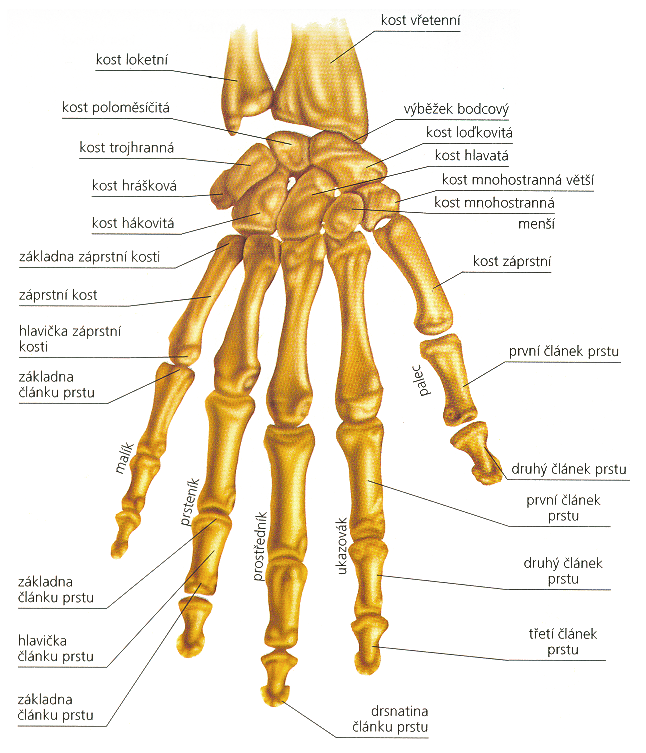 kost vřetenní
kost loketní
kost poloměsíčitá
výběžek bodcový
kost loďkovitá
kost trojhranná
kost hlavatá
kost hrášková
kost mnohostranná větší
kost mnohostranná
menší
kost hákovitá
základna záprstní kosti
kost záprstní
záprstní kost
hlavička záprstní
kosti
první článek prstu
základna
článku prstu
palec
malík
druhý článek prstu
prsteník
prostředník
ukazovák
první článek
prstu
druhý článek
prstu
základna
článku prstu
třetí článek
prstu
hlavička
článku prstu
základna
článku prstu
drsnatina
článku prstu